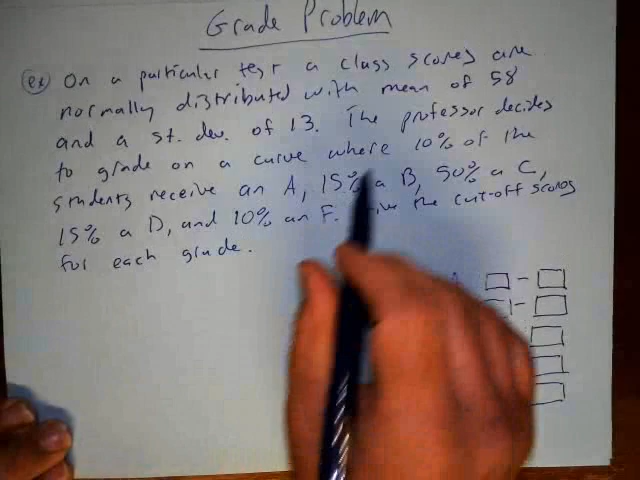 Grade Problem
ex On a particular test a class scores are
normally distributed with mean of 58
and a st. dev. of 13. The professor decides
to grade on a curve where 10% of the
students receive an A, 15% a B, 50% a C,
15% a D, and 10% an F. the cut-off scores
for each grade.
-
-